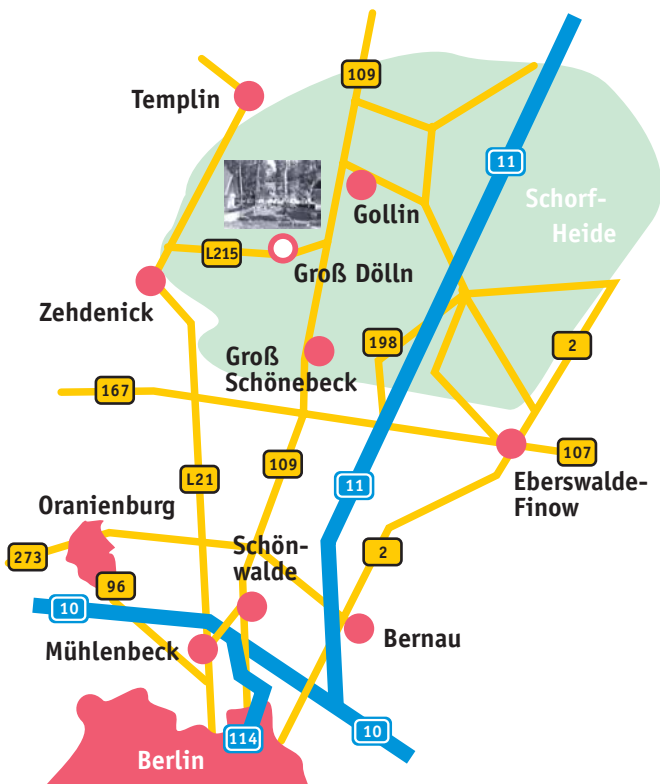 109
Templin
11
Gollin
Schorf-
Heide
L215
Groß Dölln
Zehdenick
198
2
Groß
Schönebeck
167
107
109
L21
11
Eberswalde-
Finow
Oranienburg
Schön-
walde
273
2
96
10
Bernau
Mühlenbeck
10
114
Berlin